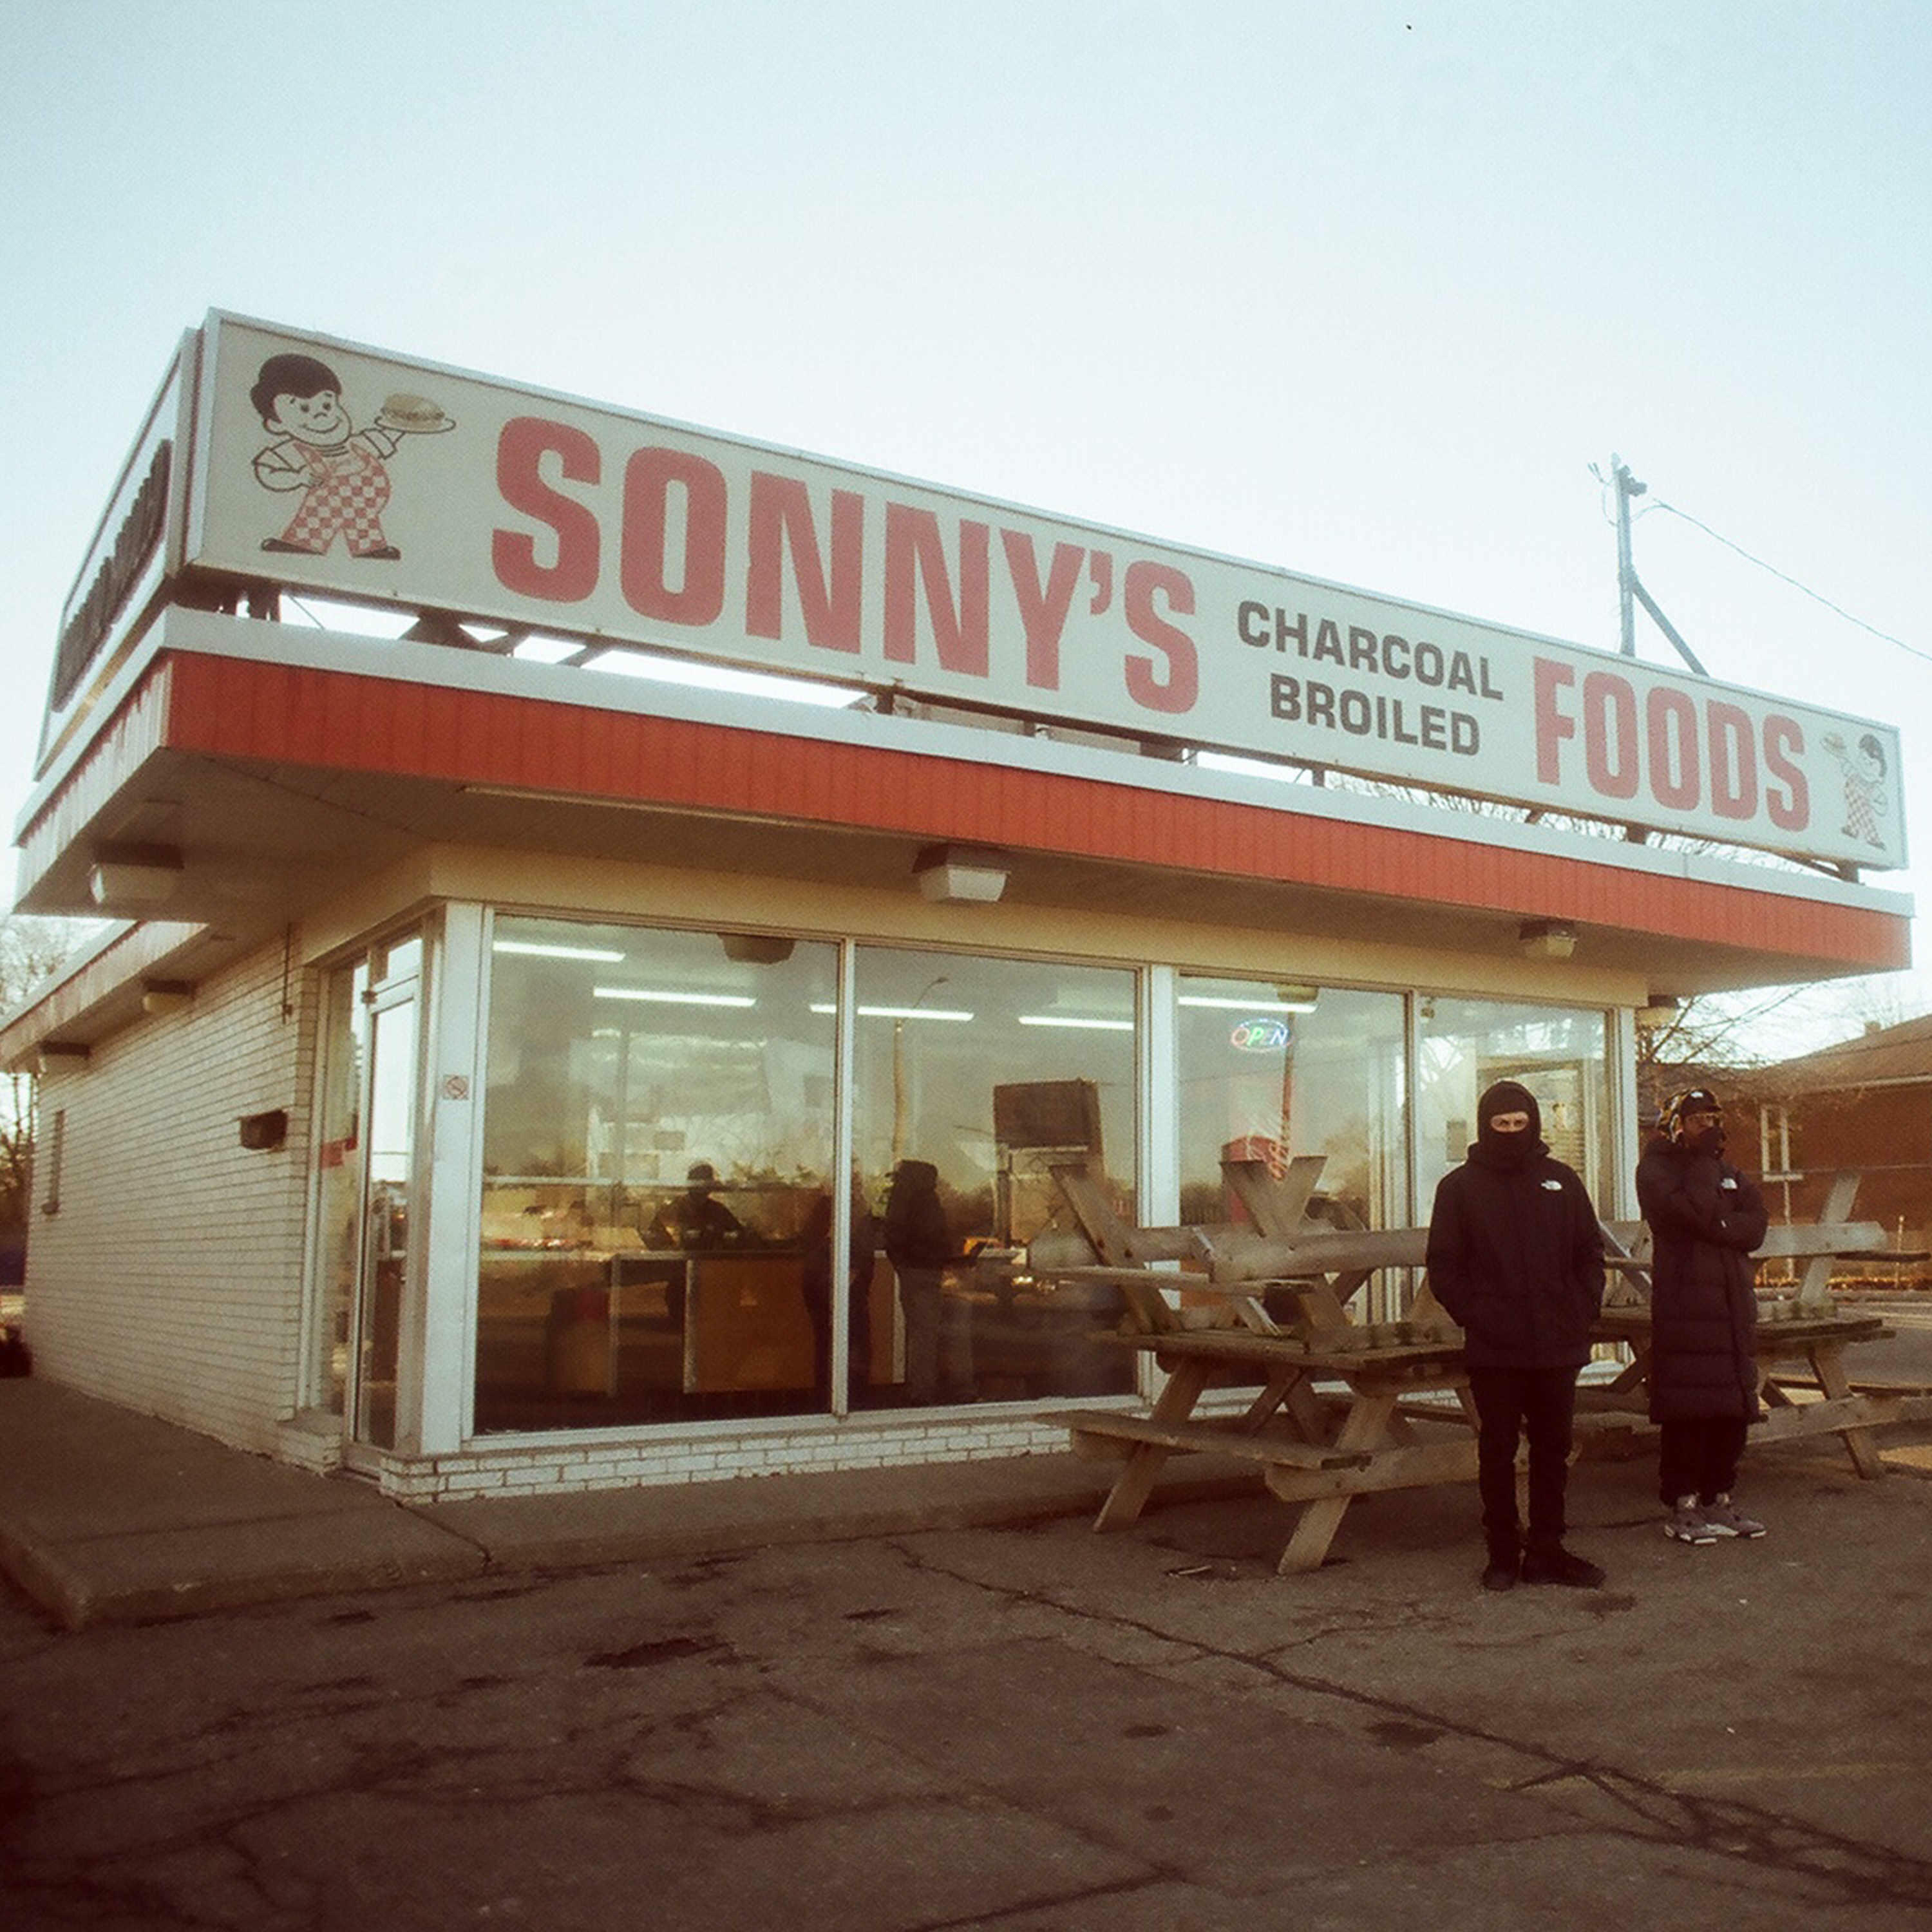 SONNY'S
CHARCOAL
BROILED
FOODS
OPEN